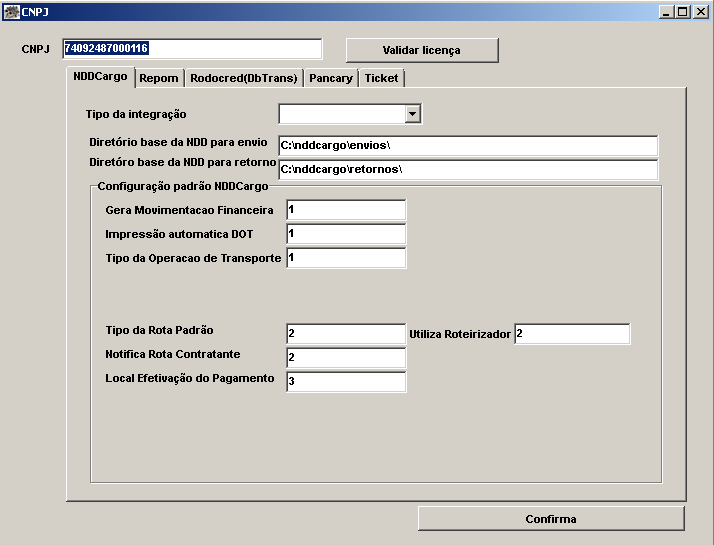 CNPJ
CNPJ 74092487000116 Validar licença
NDDCargo Repom Rodocred(DbTrans) Pancary Ticket
Tipo da integração
Diretório base da NDD para envio C:\nddcargo\envios\
Diretóro base da NDD para retorno C:\nddcargo\retornos\
Configuração padrão NDDCargo
Gera Movimentacao Financeira 1
Impressão automatica DOT 1
Tipo da Operacao de Transporte 1
Tipo da Rota Padrão 2 Utiliza Roteirizador 2
Notifica Rota Contratante 2
Local Efetivação do Pagamento 3
Confirma